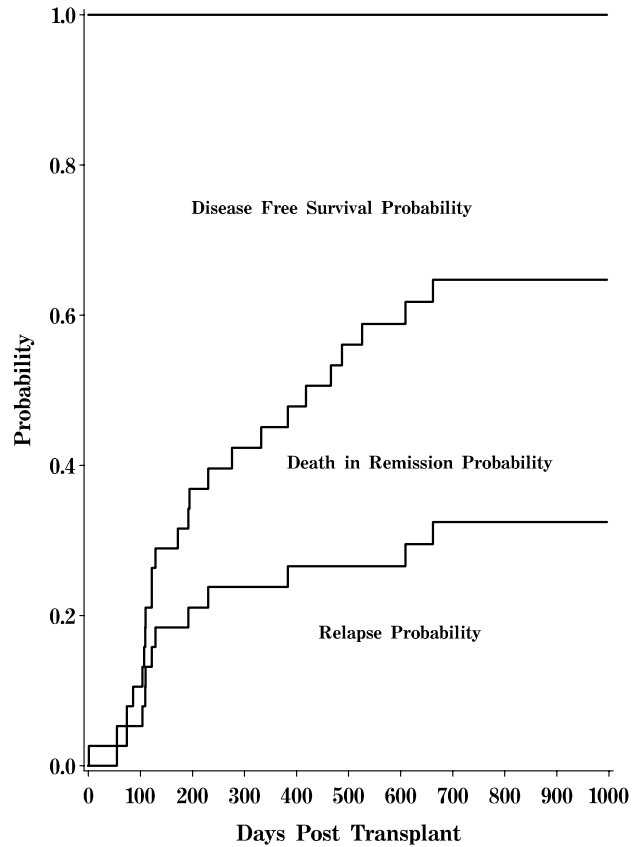 1.0
0.8
Disease Free Survival Probability
0.6
Probability
0.4
Death in Remission Probability
0.2
Relapse Probability
0.0
0 100 200 300 400 500 600 700 800 900 1000
Days Post Transplant